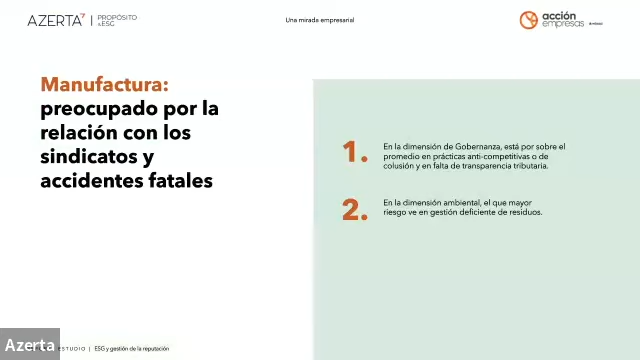 AZERTA | PROPÓSITO
& ESG
Una mirada empresarial
acción
empresas
Manufactura:
preocupado por la
relación con los
sindicatos y
accidentes fatales
1.
En la dimensión de Gobernanza, está por sobre el
promedio en prácticas anti-competitivas o de
colusión y en falta de transparencia tributaria.
2.
En la dimensión ambiental, el que mayor
riesgo ve en gestión deficiente de residuos.
Azerta
ESTUDIO | ESG y gestión de la reputación